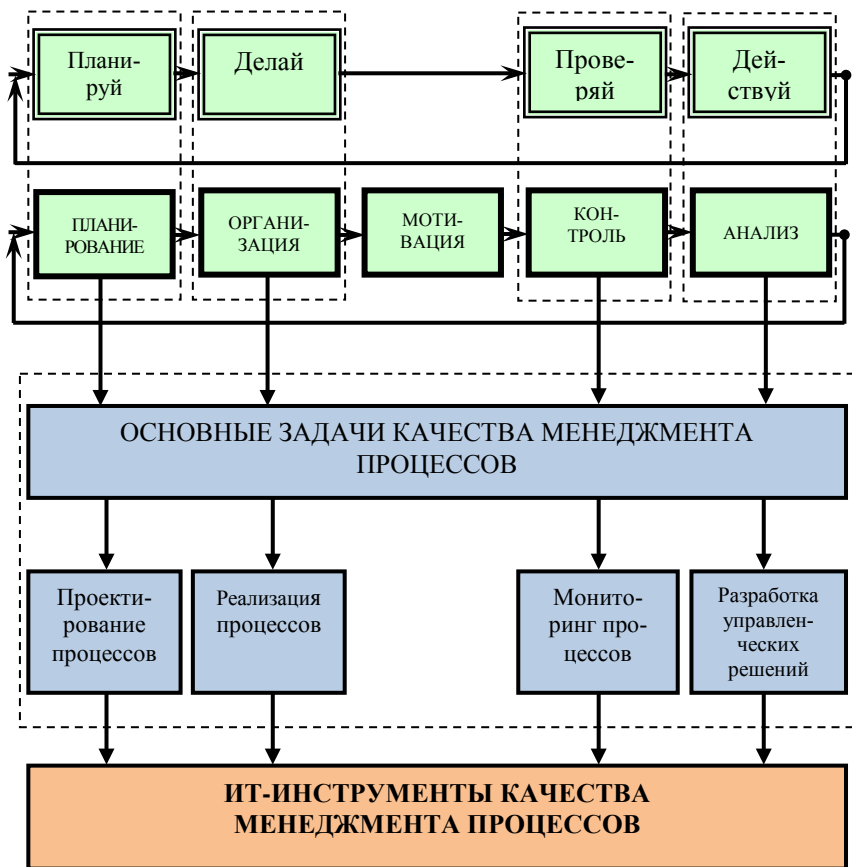 Плани-
руй
Делай
Прове-
ряй
Дей-
ствуй
ПЛАНИ-
РОВАНИЕ
ОРГАНИ-
ЗАЦИЯ
МОТИ-
ВАЦИЯ
КОН-
ТРОЛЬ
АНАЛИЗ
ОСНОВНЫЕ ЗАДАЧИ КАЧЕСТВА МЕНЕДЖМЕНТА
ПРОЦЕССОВ
Проекти-
рование
процессов
Реализация
процессов
Монито-
ринг про-
цессов
Разработка
управлен-
ческих
решений
ИТ-ИНСТРУМЕНТЫ КАЧЕСТВА
МЕНЕДЖМЕНТА ПРОЦЕССОВ